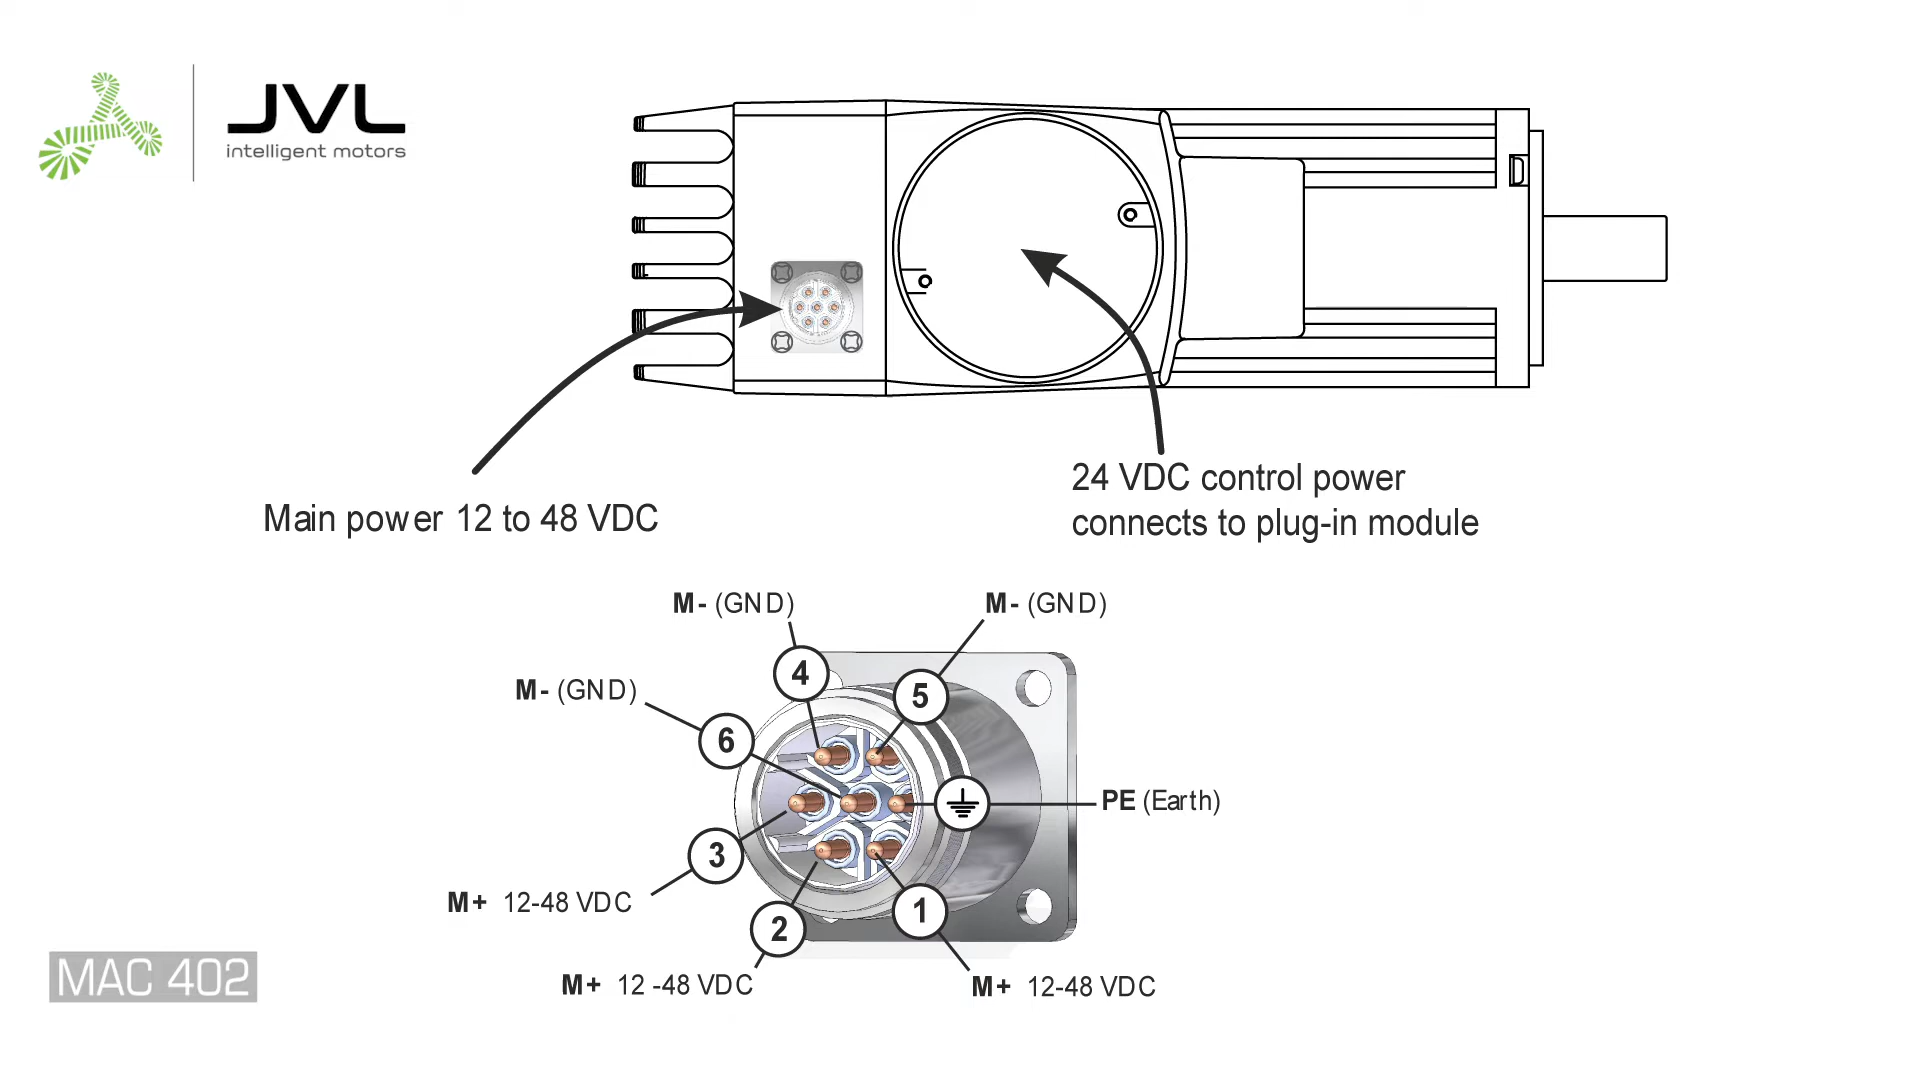 JVL
intelligent motors
Main power 12 to 48 VDC
24 VDC control power
connects to plug-in module
M- (GND)
M- (GND)
M- (GND)
4
5
6
PE (Earth)
3
M+ 12-48 VDC
2
1
M+ 12 -48 VDC
M+ 12-48 VDC
MAC 402